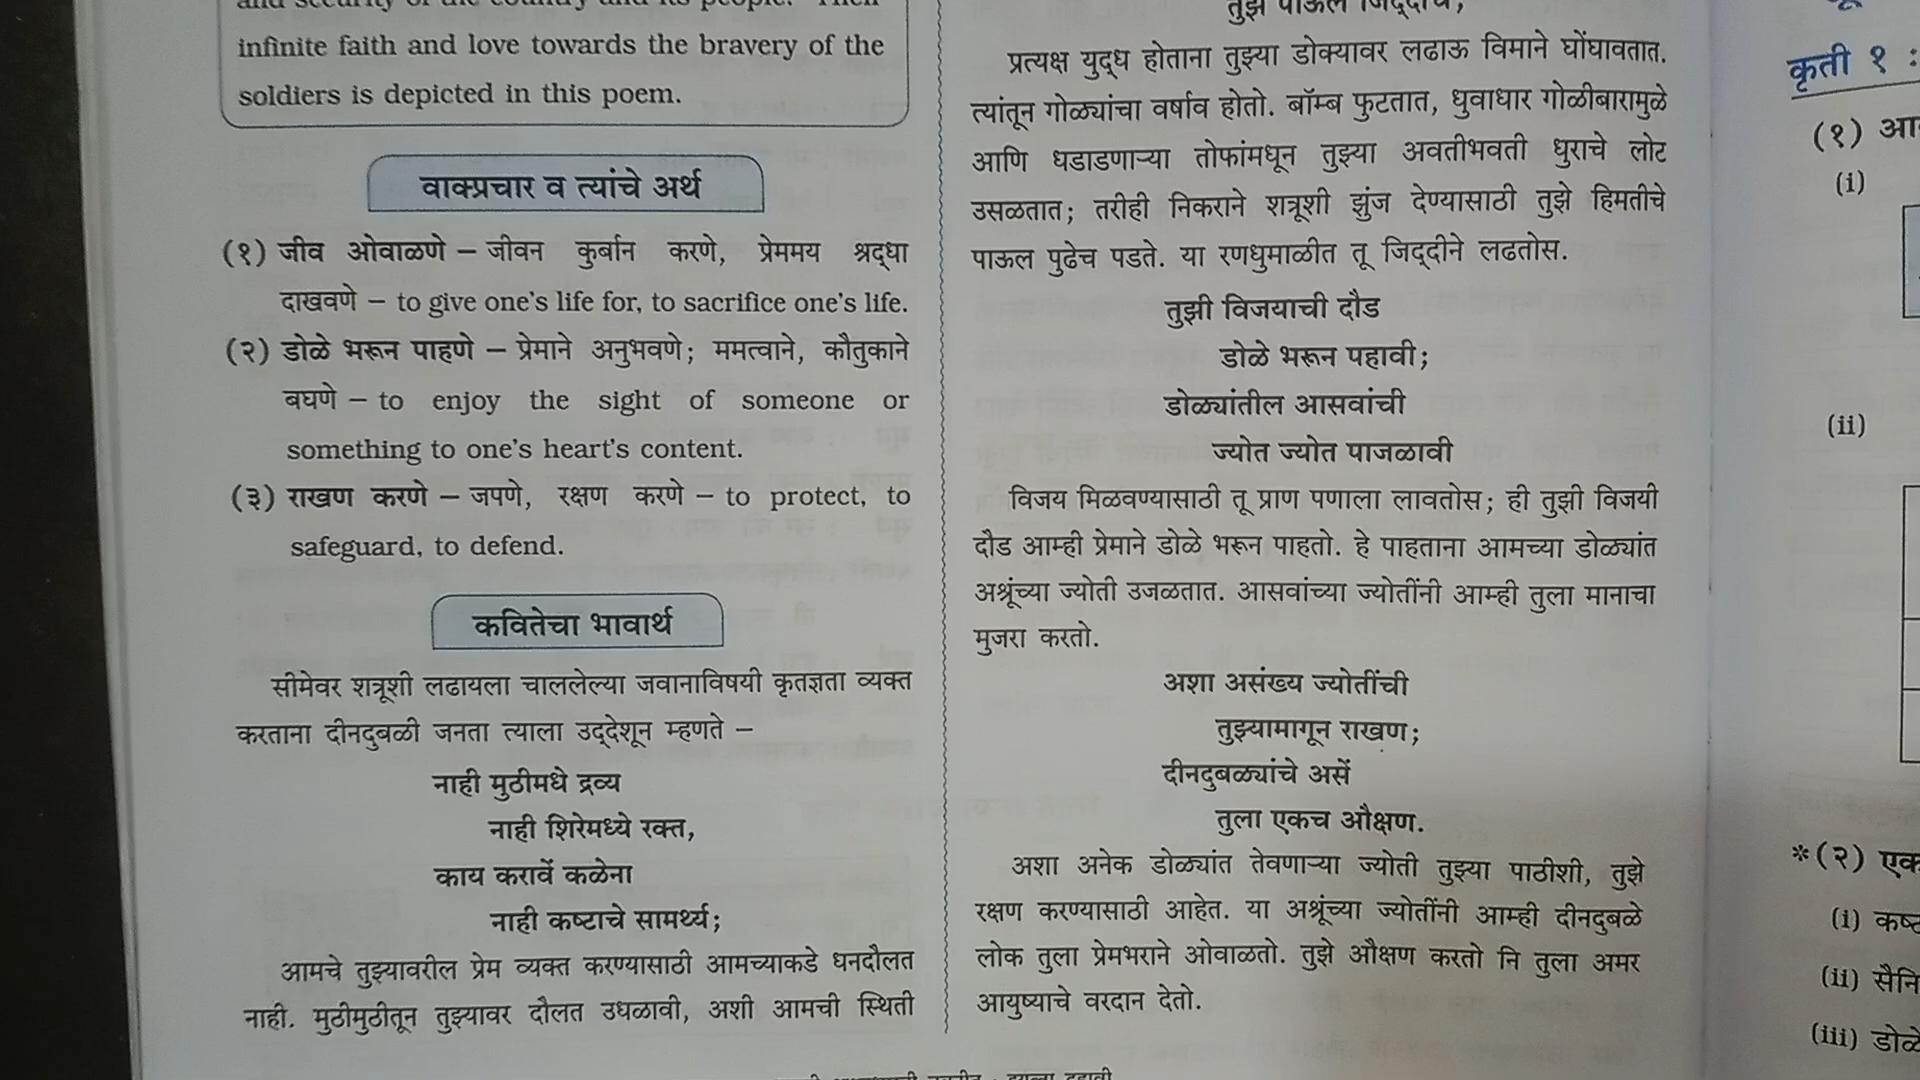 infinite faith and love towards the bravery of the
soldiers is depicted in this poem.
वाक्प्रचार व त्यांचे अर्थ
(१) जीव ओवाळणे – जीवन कुर्बान करणे, प्रेममय श्रद्धा
दाखवणे – to give one's life for, to sacrifice one's life.
(२) डोळे भरून पाहणे – प्रेमाने अनुभवणे; ममत्वाने, कौतुकाने
बघणे – to enjoy the sight of someone or
something to one's heart's content.
(३) राखण करणे – जपणे, रक्षण करणे – to protect, to
safeguard, to defend.
कवितेचा भावार्थ
सीमेवर शत्रूशी लढायला चाललेल्या जवानाविषयी कृतज्ञता व्यक्त
करताना दीनदुबळी जनता त्याला उद्देशून म्हणते –
नाही मुठीमधे द्रव्य
नाही शिरेमध्ये रक्त,
काय करावें कळेना
नाही कष्टाचे सामर्थ्य;
आमचे तुझ्यावरील प्रेम व्यक्त करण्यासाठी आमच्याकडे धनदौलत
नाही. मुठीमुठीतून तुझ्यावर दौलत उधळावी, अशी आमची स्थिती
तुझे पाऊल जिद्दीचे;
प्रत्यक्ष युद्ध होताना तुझ्या डोक्यावर लढाऊ विमाने घोंघावतात.
त्यांतून गोळ्यांचा वर्षाव होतो. बॉम्ब फुटतात, धुवाधार गोळीबारामुळे
आणि धडाडणाऱ्या तोफांमधून तुझ्या अवतीभवती धुराचे लोट
उसळतात; तरीही निकराने शत्रूशी झुंज देण्यासाठी तुझे हिमतीचे
पाऊल पुढेच पडते. या रणधुमाळीत तू जिद्दीने लढतोस.
तुझी विजयाची दौड
डोळे भरून पहावी;
डोळ्यांतील आसवांची
ज्योत ज्योत पाजळावी
विजय मिळवण्यासाठी तू प्राण पणाला लावतोस; ही तुझी विजयी
दौड आम्ही प्रेमाने डोळे भरून पाहतो. हे पाहताना आमच्या डोळ्यांत
अश्रूंच्या ज्योती उजळतात. आसवांच्या ज्योतींनी आम्ही तुला मानाचा
मुजरा करतो.
अशा असंख्य ज्योतींची
तुझ्यामागून राखण;
दीनदुबळ्यांचे असें
तुला एकच औक्षण.
अशा अनेक डोळ्यांत तेवणाऱ्या ज्योती तुझ्या पाठीशी, तुझे
रक्षण करण्यासाठी आहेत. या अश्रूंच्या ज्योतींनी आम्ही दीनदुबळे
लोक तुला प्रेमभराने ओवाळतो. तुझे औक्षण करतो नि तुला अमर
आयुष्याचे वरदान देतो.
कृती १ :
(१)
(i)
(ii)
*(२)
(i)
(ii)
(iii)